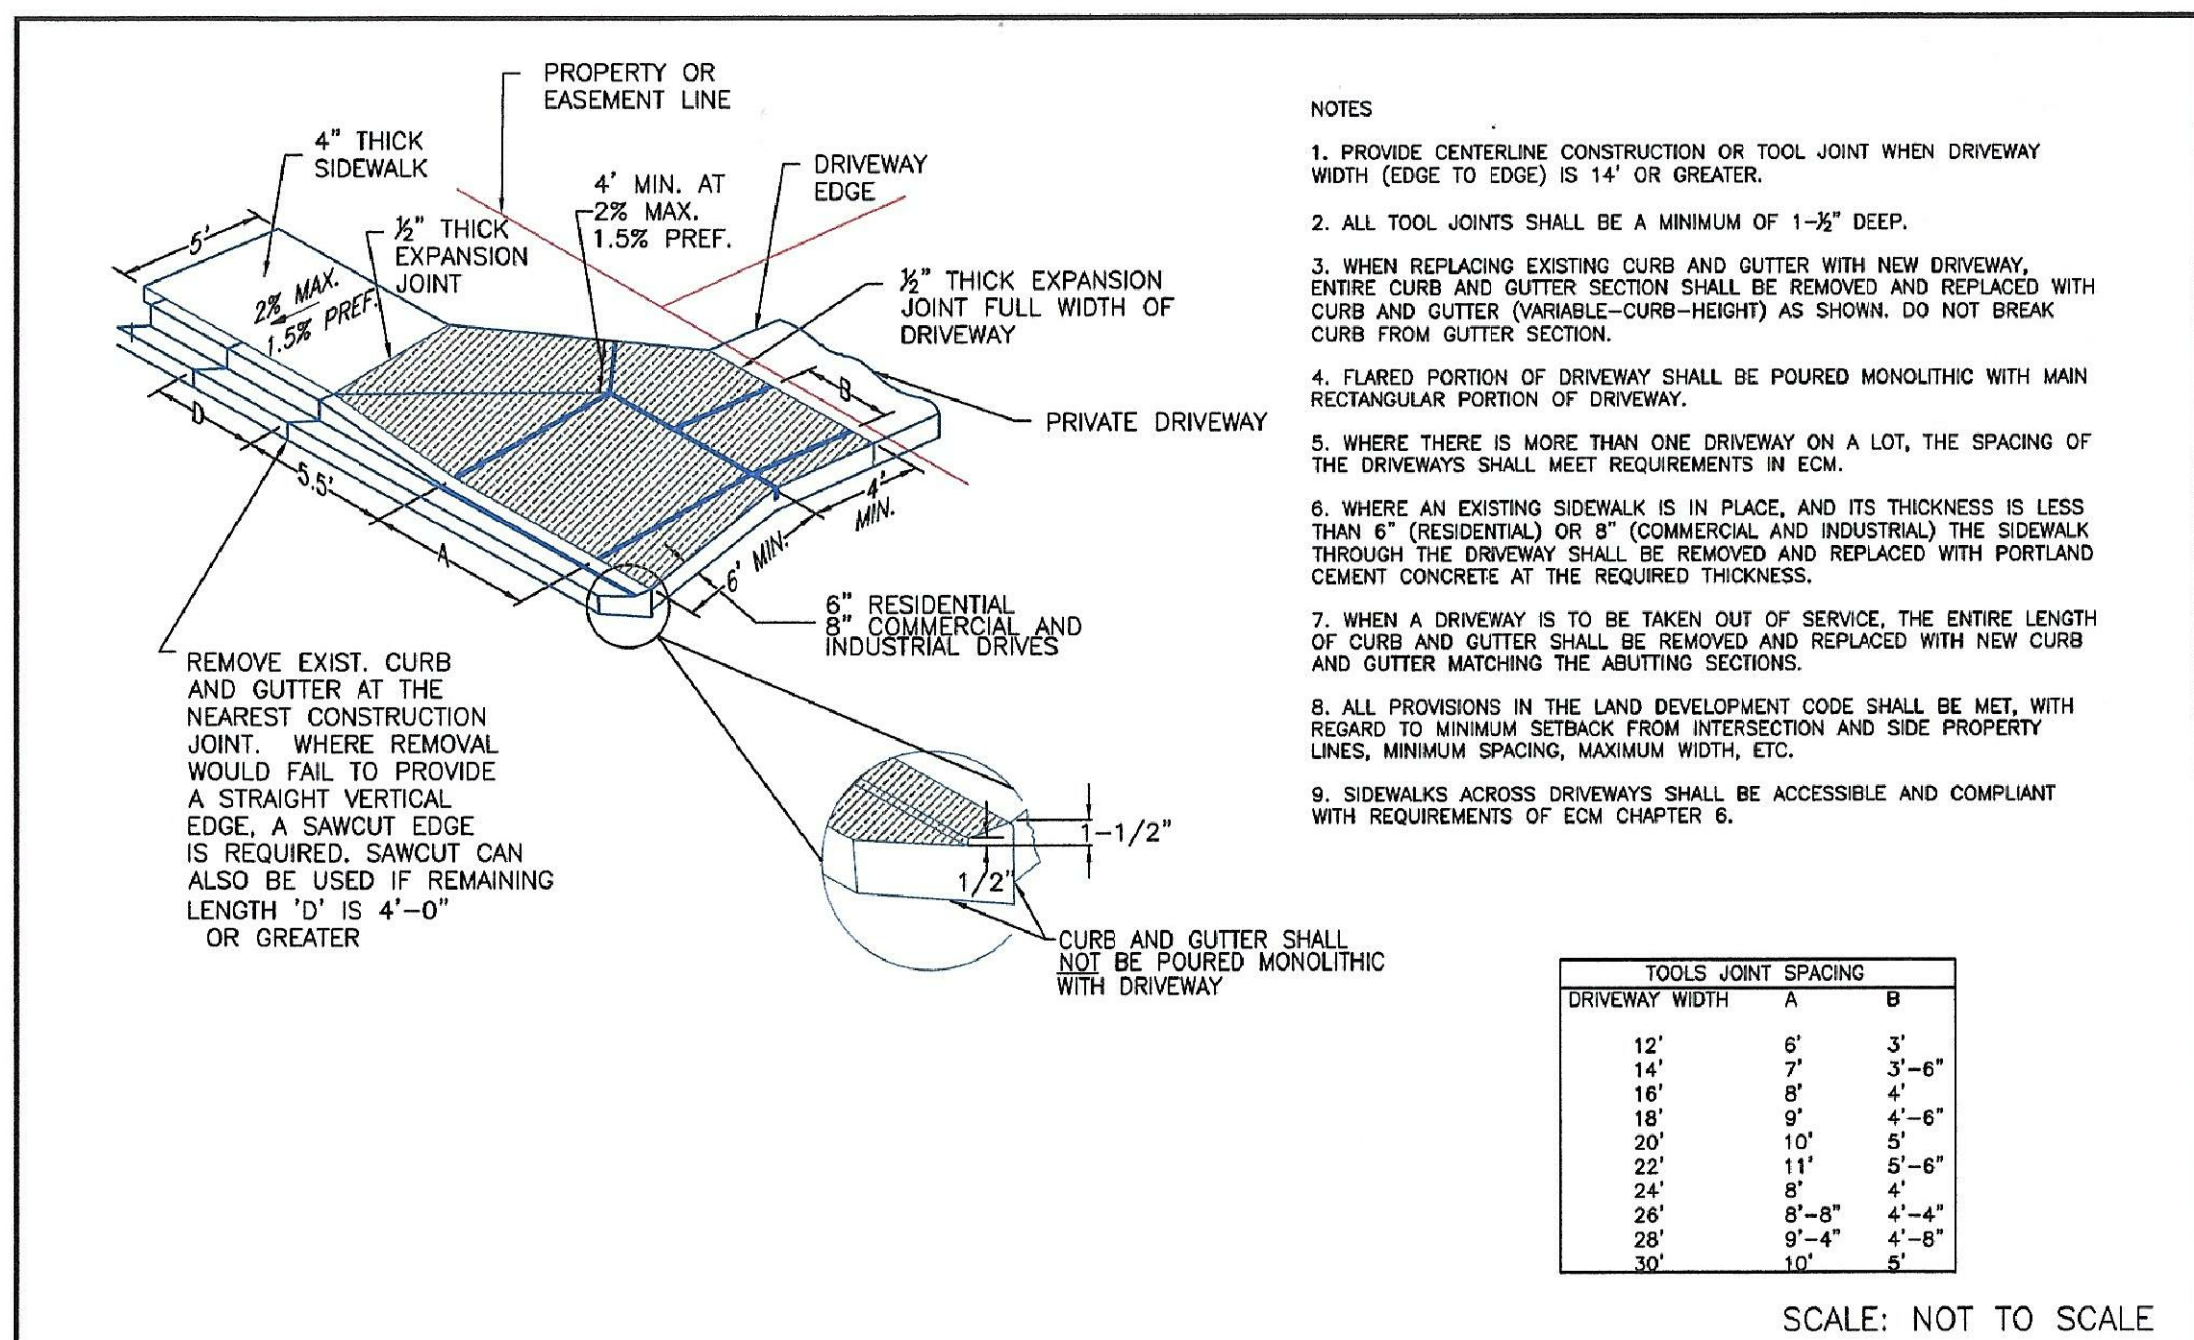 PROPERTY OR
EASEMENT LINE
4" THICK
SIDEWALK
DRIVEWAY
EDGE
4' MIN. AT
2% MAX.
1.5% PREF.
½" THICK
EXPANSION
JOINT
5'
2% MAX.
1.5% PREF.
½" THICK EXPANSION
JOINT FULL WIDTH OF
DRIVEWAY
B
PRIVATE DRIVEWAY
D
5.5'
A
4'
MIN.
6' MIN.
6" RESIDENTIAL
8" COMMERCIAL AND
INDUSTRIAL DRIVES
REMOVE EXIST. CURB
AND GUTTER AT THE
NEAREST CONSTRUCTION
JOINT. WHERE REMOVAL
WOULD FAIL TO PROVIDE
A STRAIGHT VERTICAL
EDGE, A SAWCUT EDGE
IS REQUIRED. SAWCUT CAN
ALSO BE USED IF REMAINING
LENGTH 'D' IS 4'-0"
OR GREATER
1-1/2"
1/2"
CURB AND GUTTER SHALL
NOT BE POURED MONOLITHIC
WITH DRIVEWAY
NOTES
1. PROVIDE CENTERLINE CONSTRUCTION OR TOOL JOINT WHEN DRIVEWAY
WIDTH (EDGE TO EDGE) IS 14' OR GREATER.
2. ALL TOOL JOINTS SHALL BE A MINIMUM OF 1-½" DEEP.
3. WHEN REPLACING EXISTING CURB AND GUTTER WITH NEW DRIVEWAY,
ENTIRE CURB AND GUTTER SECTION SHALL BE REMOVED AND REPLACED WITH
CURB AND GUTTER (VARIABLE-CURB-HEIGHT) AS SHOWN. DO NOT BREAK
CURB FROM GUTTER SECTION.
4. FLARED PORTION OF DRIVEWAY SHALL BE POURED MONOLITHIC WITH MAIN
RECTANGULAR PORTION OF DRIVEWAY.
5. WHERE THERE IS MORE THAN ONE DRIVEWAY ON A LOT, THE SPACING OF
THE DRIVEWAYS SHALL MEET REQUIREMENTS IN ECM.
6. WHERE AN EXISTING SIDEWALK IS IN PLACE, AND ITS THICKNESS IS LESS
THAN 6" (RESIDENTIAL) OR 8" (COMMERCIAL AND INDUSTRIAL) THE SIDEWALK
THROUGH THE DRIVEWAY SHALL BE REMOVED AND REPLACED WITH PORTLAND
CEMENT CONCRETE AT THE REQUIRED THICKNESS.
7. WHEN A DRIVEWAY IS TO BE TAKEN OUT OF SERVICE, THE ENTIRE LENGTH
OF CURB AND GUTTER SHALL BE REMOVED AND REPLACED WITH NEW CURB
AND GUTTER MATCHING THE ABUTTING SECTIONS.
8. ALL PROVISIONS IN THE LAND DEVELOPMENT CODE SHALL BE MET, WITH
REGARD TO MINIMUM SETBACK FROM INTERSECTION AND SIDE PROPERTY
LINES, MINIMUM SPACING, MAXIMUM WIDTH, ETC.
9. SIDEWALKS ACROSS DRIVEWAYS SHALL BE ACCESSIBLE AND COMPLIANT
WITH REQUIREMENTS OF ECM CHAPTER 6.
TOOLS JOINT SPACING
DRIVEWAY WIDTH A B
12' 6' 3'
14' 7' 3'-6"
16' 8' 4'
18' 9' 4'-6"
20' 10' 5'
22' 11' 5'-6"
24' 8' 4'
26' 8'-8" 4'-4"
28' 9'-4" 4'-8"
30' 10' 5'
SCALE: NOT TO SCALE